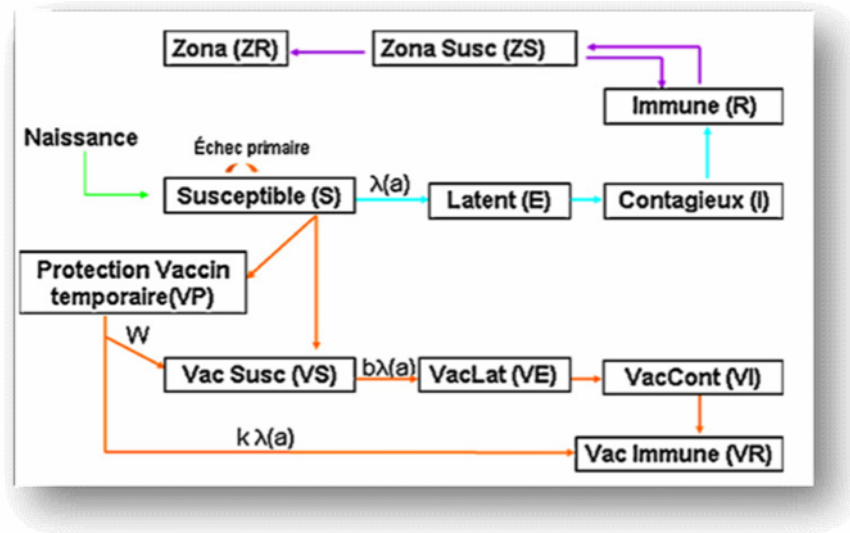 Zona (ZR)
Zona Susc (ZS)
Immune (R)
Naissance
Échec primaire
Susceptible (S)
λ(a)
Latent (E)
Contagieux (I)
Protection Vaccin
temporaire(VP)
W
Vac Susc (VS)
bλ(a)
VacLat (VE)
VacCont (VI)
k λ(a)
Vac Immune (VR)